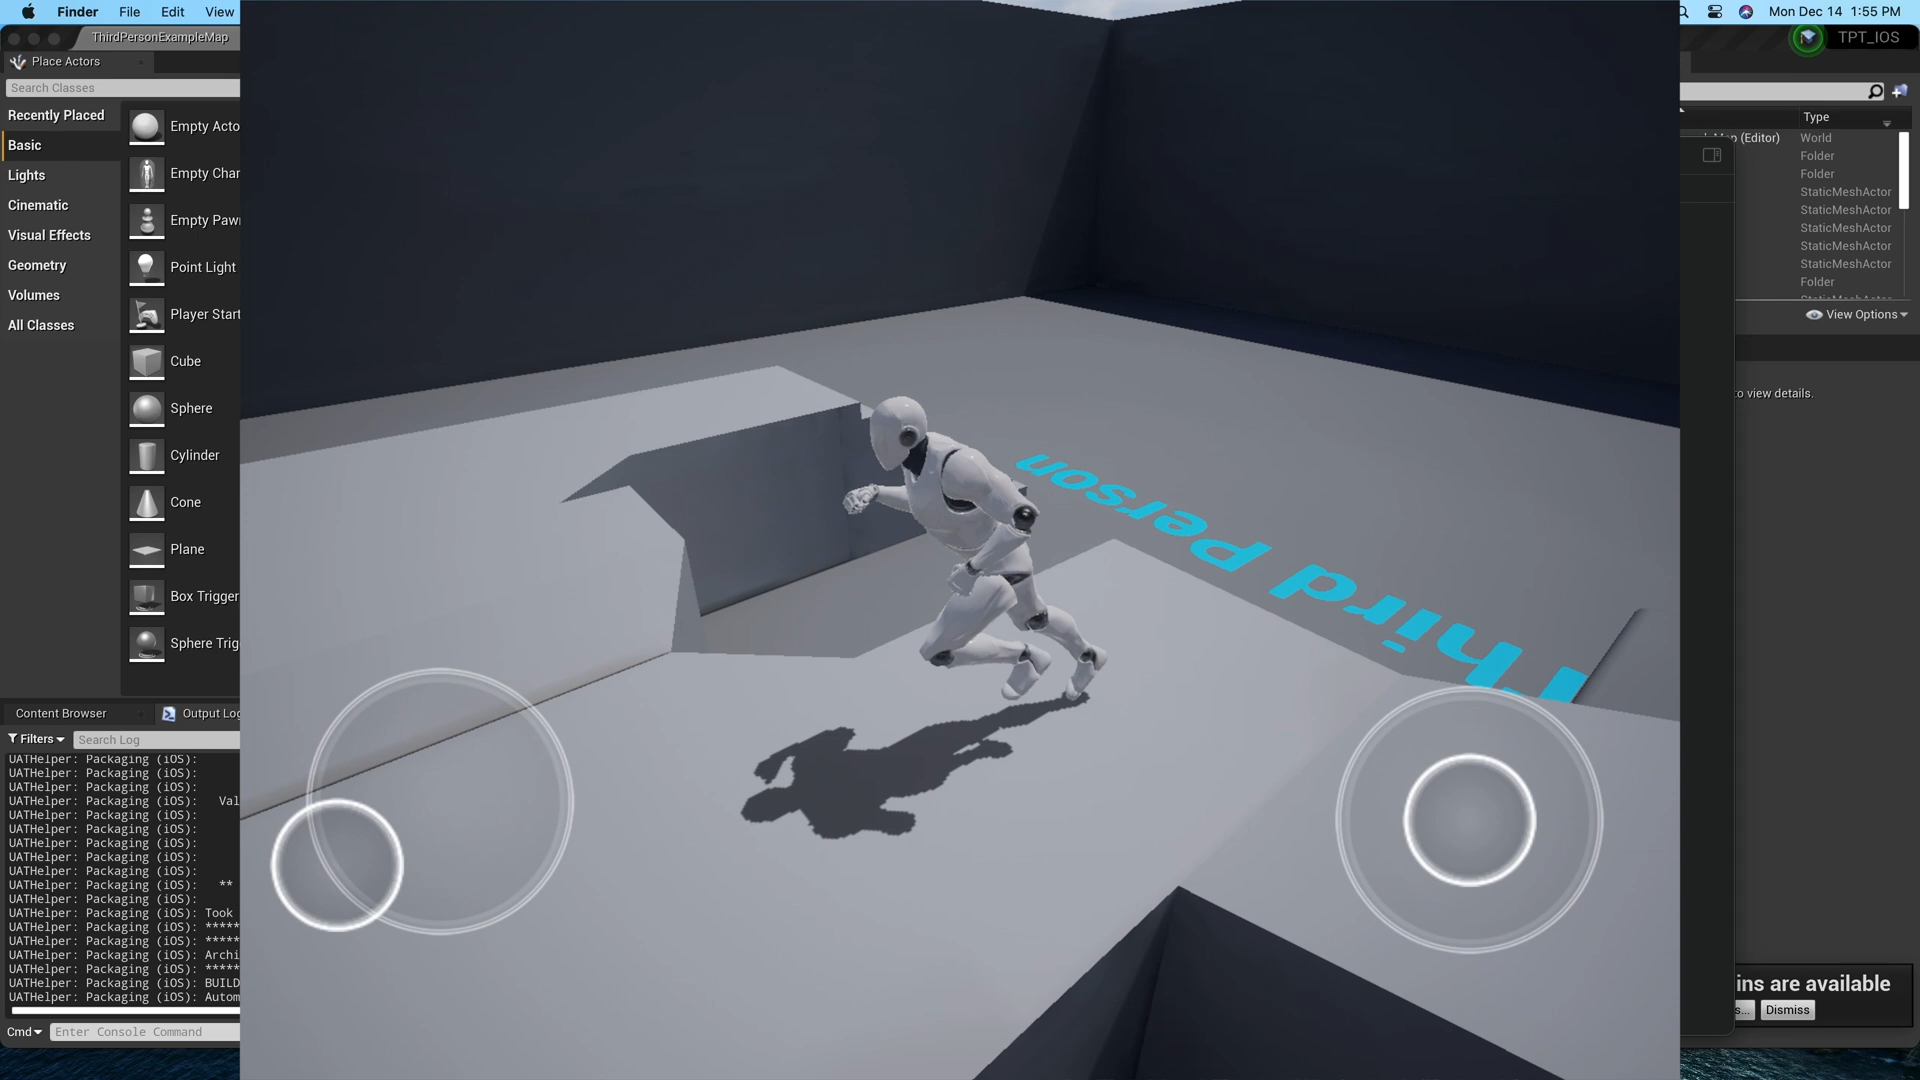 Finder File Edit View
Mon Dec 14 1:55 PM
ThirdPersonExampleMap
TPT_IOS
Place Actors
Search Classes
Recently Placed
Basic
Lights
Cinematic
Visual Effects
Geometry
Volumes
All Classes
Empty Acto
Empty Char
Empty Pawn
Point Light
Player Start
Cube
Sphere
Cylinder
Cone
Plane
Box Trigger
Sphere Trig
Third Person
Type
(Editor) World
Folder
Folder
StaticMeshActor
StaticMeshActor
StaticMeshActor
StaticMeshActor
StaticMeshActor
Folder
StaticMeshActor
View Options
to view details.
Content Browser
Output Log
Filters
Search Log
UATHelper: Packaging (iOS):
UATHelper: Packaging (iOS):
UATHelper: Packaging (iOS):
UATHelper: Packaging (iOS): Val
UATHelper: Packaging (iOS):
UATHelper: Packaging (iOS):
UATHelper: Packaging (iOS):
UATHelper: Packaging (iOS):
UATHelper: Packaging (iOS):
UATHelper: Packaging (iOS): **
UATHelper: Packaging (iOS):
UATHelper: Packaging (iOS): Took
UATHelper: Packaging (iOS): *****
UATHelper: Packaging (iOS): *****
UATHelper: Packaging (iOS): Archi
UATHelper: Packaging (iOS): *****
UATHelper: Packaging (iOS): BUILD
UATHelper: Packaging (iOS): Autom
Cmd
Enter Console Command
ins are available
s... Dismiss